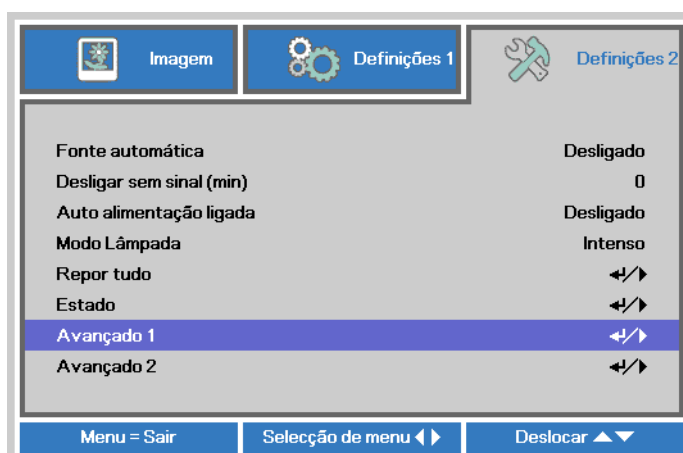 Imagem Definições 1 Definições 2
Fonte automática Desligado
Desligar sem sinal (min) 0
Auto alimentação ligada Desligado
Modo Lâmpada Intenso
Repor tudo
Estado
Avançado 1
Avançado 2
Menu = Sair Selecção de menu Deslocar